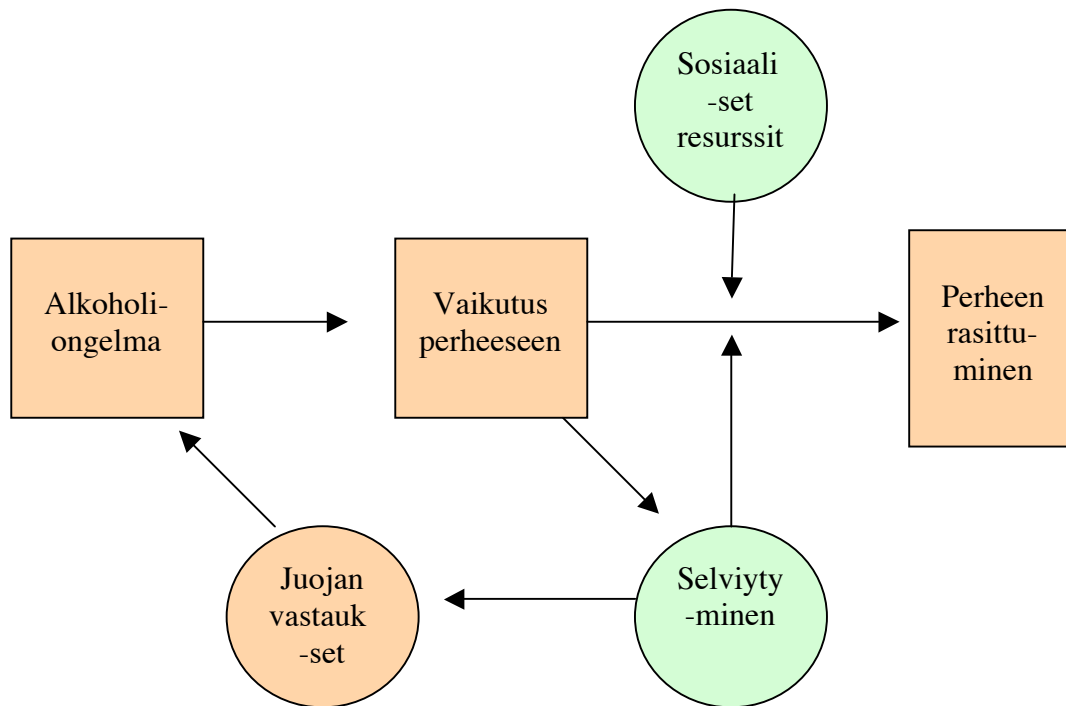 Sosiaali
-set
resurssit
Alkoholi-
ongelma
Vaikutus
perheeseen
Perheen
rasittu-
minen
Juojan
vastauk
-set
Selviyty
-minen